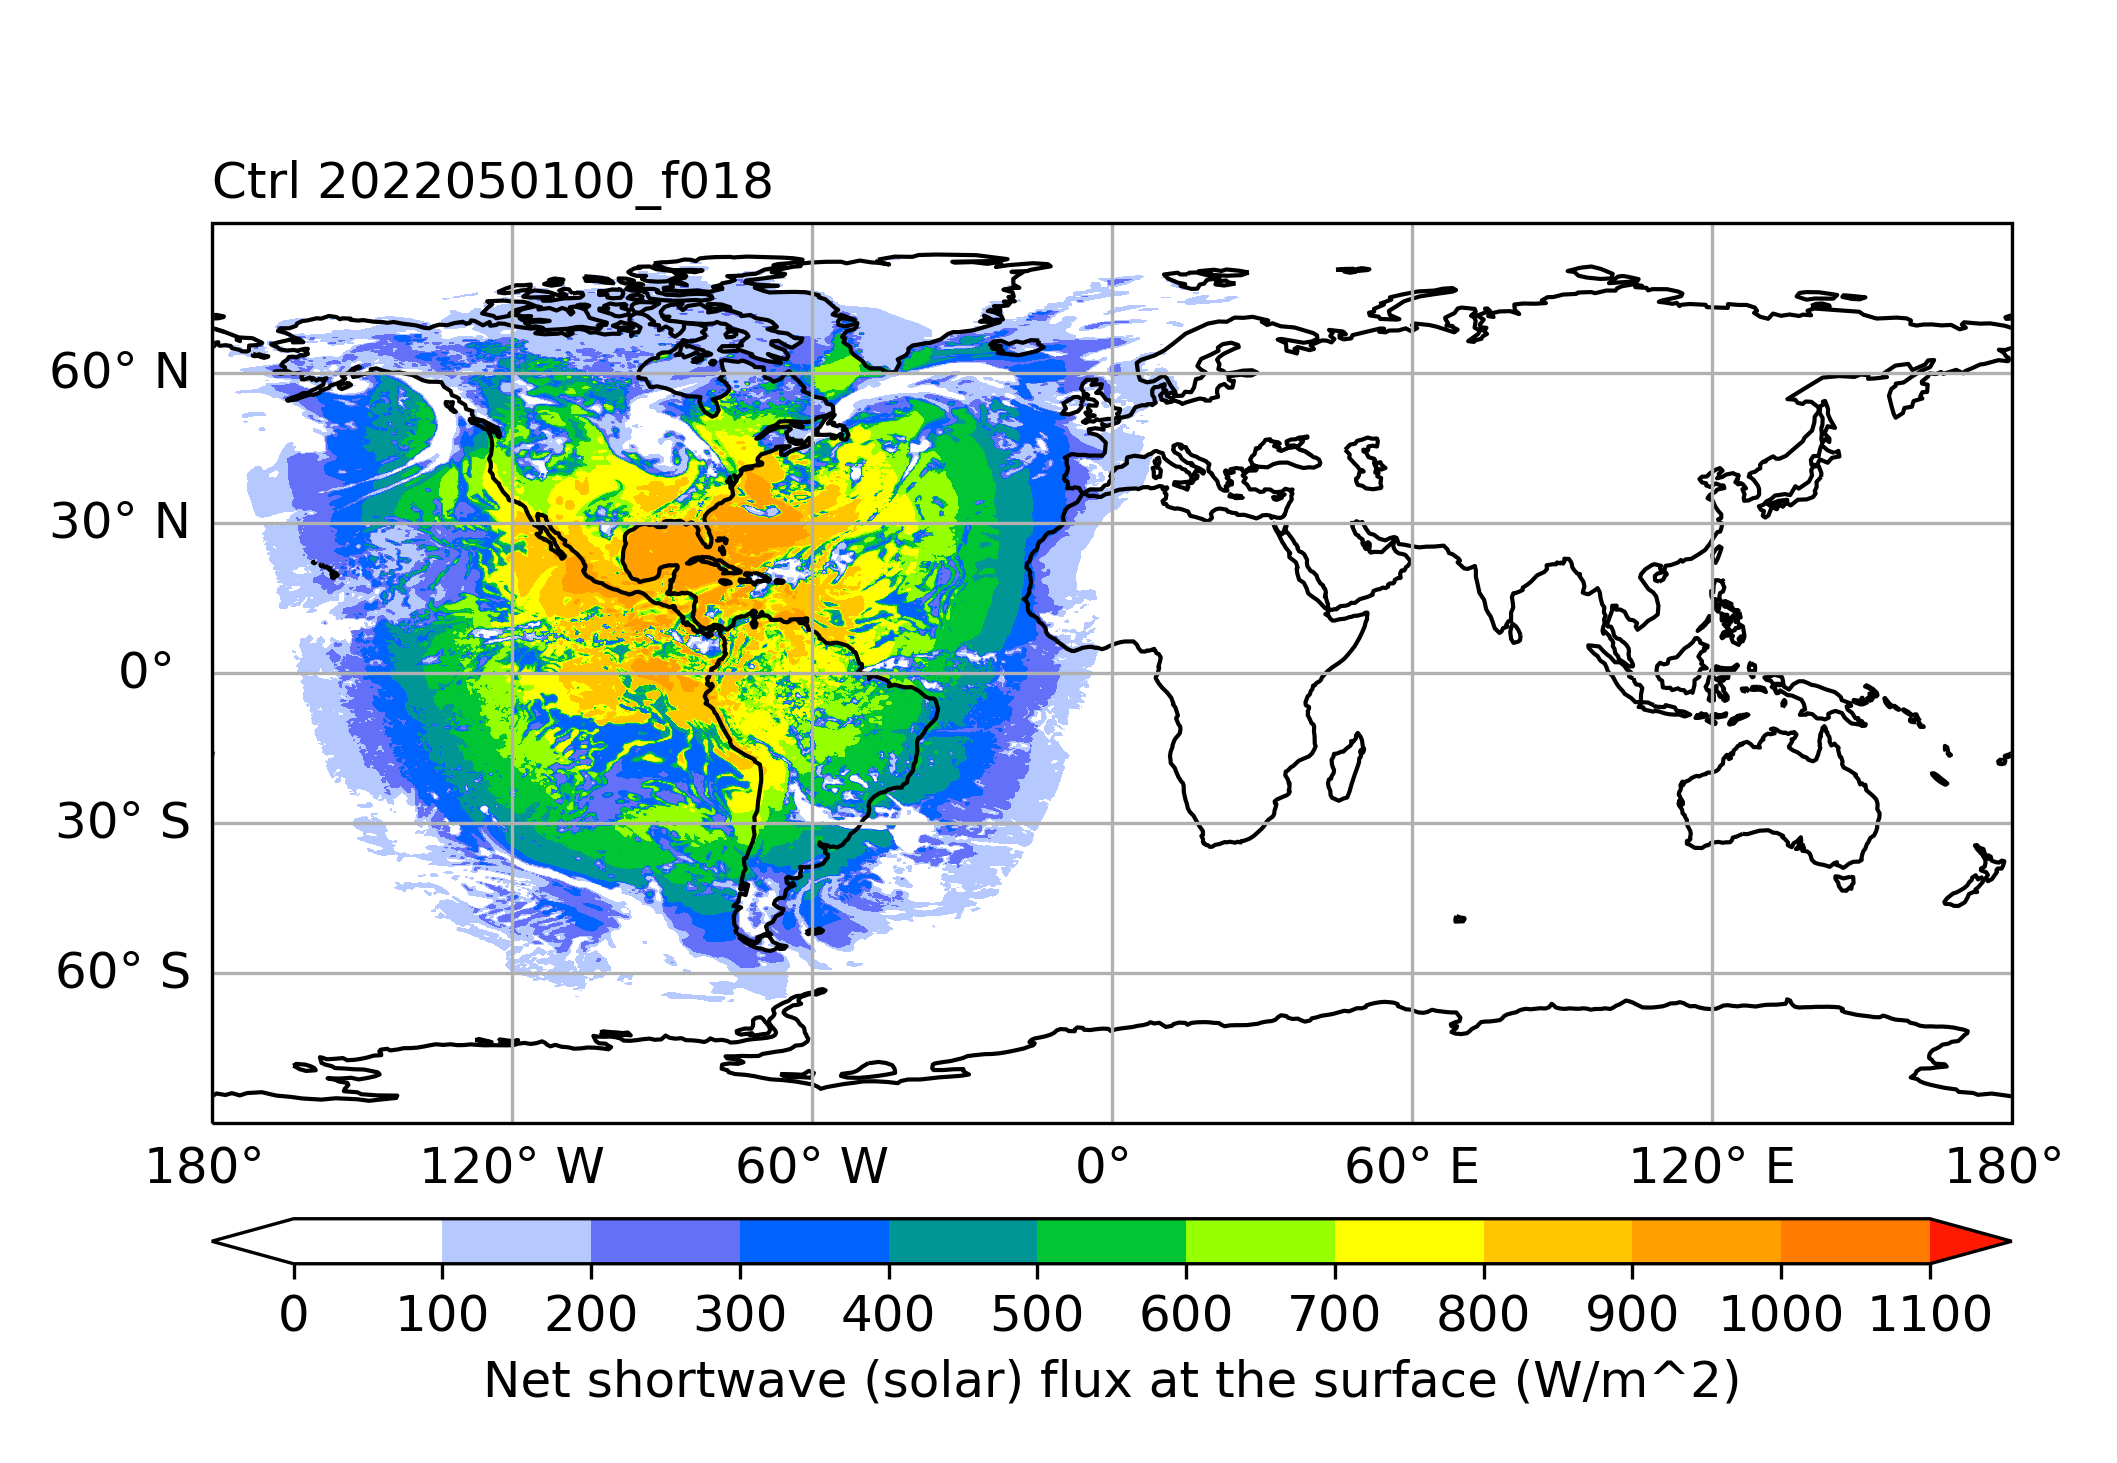 Ctrl 2022050100_f018
60° N
30° N
0°
30° S
60° S
180° 120° W 60° W 0° 60° E 120° E 180°
0 100 200 300 400 500 600 700 800 900 1000 1100
Net shortwave (solar) flux at the surface (W/m^2)